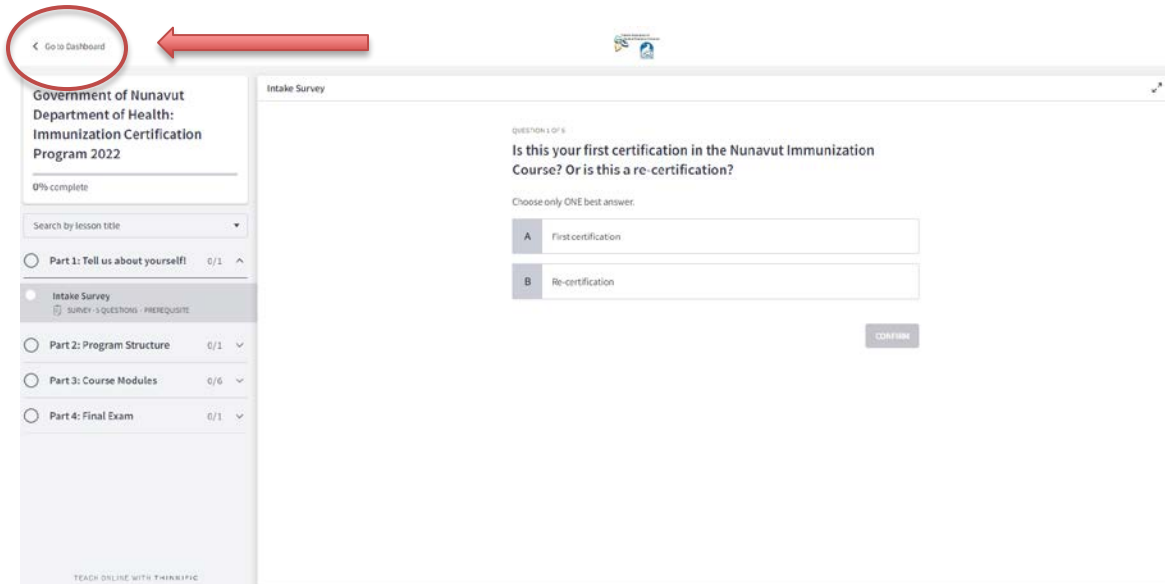 Go to Dashboard
Government of Nunavut
Department of Health:
Immunization Certification
Program 2022
0% complete
Search by lesson title
Part 1: Tell us about yourself! 0/1
Intake Survey
SURVEY · 5 QUESTIONS · PREREQUISITE
Part 2: Program Structure 0/1
Part 3: Course Modules 0/6
Part 4: Final Exam 0/1
TEACH ONLINE WITH THINKIFIC
Intake Survey
QUESTION 1 OF 6
Is this your first certification in the Nunavut Immunization
Course? Or is this a re-certification?
Choose only ONE best answer.
A First certification
B Re-certification
CONFIRM